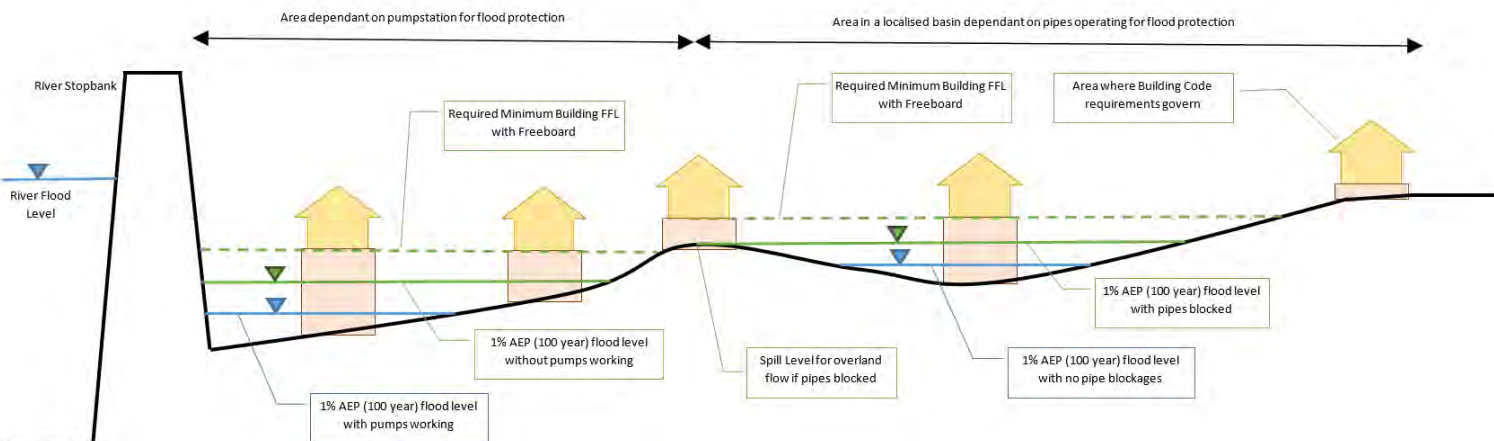 Area dependant on pumpstation for flood protection
Area in a localised basin dependant on pipes operating for flood protection
River Stopbank
Required Minimum Building FFL
with Freeboard
Required Minimum Building FFL
with Freeboard
Area where Building Code
requirements govern
River Flood
Level
1% AEP (100 year) flood level
without pumps working
1% AEP (100 year) flood level
with pumps working
Spill Level for overland
flow if pipes blocked
1% AEP (100 year) flood level
with pipes blocked
1% AEP (100 year) flood level
with no pipe blockages